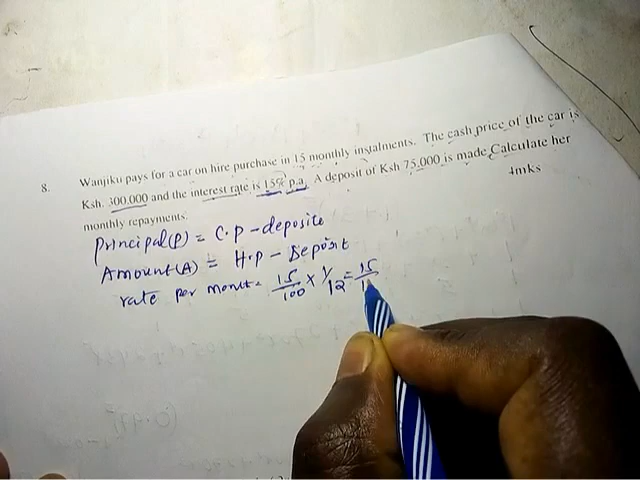 8. Wanjiku pays for a car on hire purchase in 15 monthly instalments. The cash price of the car is
Ksh. 300,000 and the interest rate is 15% p.a. A deposit of Ksh 75,000 is made. Calculate her
monthly repayments. 4mks
Principal(P) = C.P - deposite
Amount(A) = H.P - Deposit
rate per month = 15/100 x 1/12 = 15/1